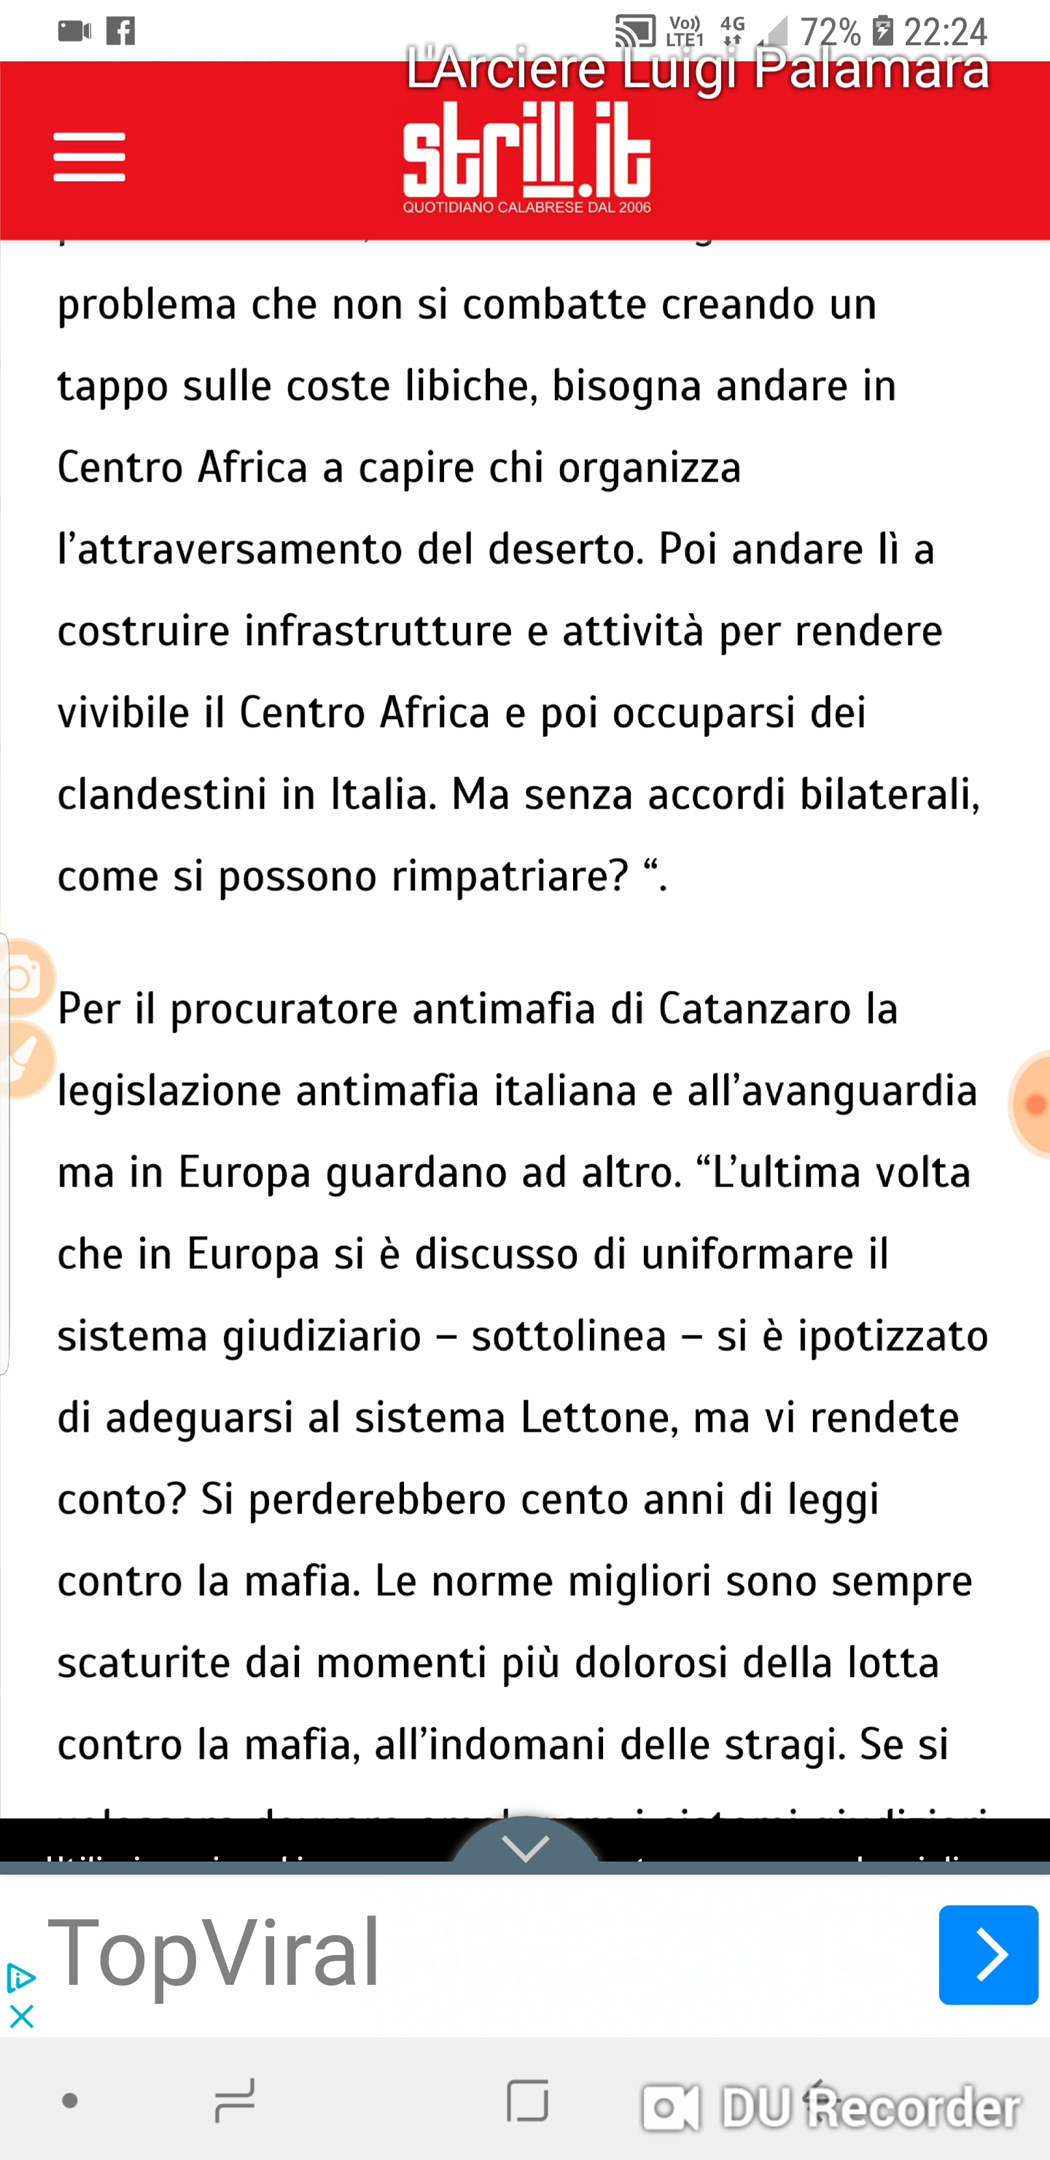 Vo)) LTE1 4G 72% 22:24
L'Arciere Luigi Palamara
strill.it
QUOTIDIANO CALABRESE DAL 2006
problema che non si combatte creando un
tappo sulle coste libiche, bisogna andare in
Centro Africa a capire chi organizza
l’attraversamento del deserto. Poi andare lì a
costruire infrastrutture e attività per rendere
vivibile il Centro Africa e poi occuparsi dei
clandestini in Italia. Ma senza accordi bilaterali,
come si possono rimpatriare? “.
Per il procuratore antimafia di Catanzaro la
legislazione antimafia italiana e all’avanguardia
ma in Europa guardano ad altro. “L’ultima volta
che in Europa si è discusso di uniformare il
sistema giudiziario – sottolinea – si è ipotizzato
di adeguarsi al sistema Lettone, ma vi rendete
conto? Si perderebbero cento anni di leggi
contro la mafia. Le norme migliori sono sempre
scaturite dai momenti più dolorosi della lotta
contro la mafia, all’indomani delle stragi. Se si
TopViral
DU Recorder